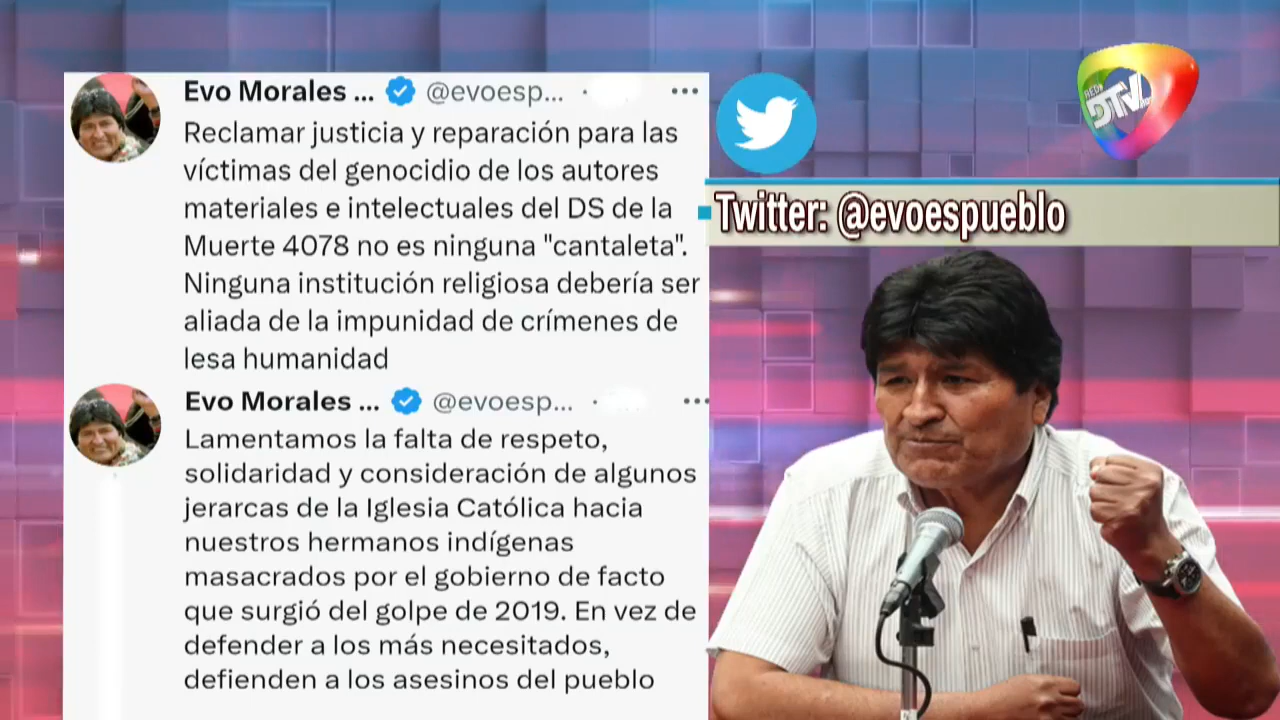 Evo Morales ... @evoesp... · ...
Reclamar justicia y reparación para las
víctimas del genocidio de los autores
materiales e intelectuales del DS de la
Muerte 4078 no es ninguna "cantaleta".
Ninguna institución religiosa debería ser
aliada de la impunidad de crímenes de
lesa humanidad
Evo Morales ... @evoesp... · ...
Lamentamos la falta de respeto,
solidaridad y consideración de algunos
jerarcas de la Iglesia Católica hacia
nuestros hermanos indígenas
masacrados por el gobierno de facto
que surgió del golpe de 2019. En vez de
defender a los más necesitados,
defienden a los asesinos del pueblo
RED
DTV
Twitter: @evoespueblo